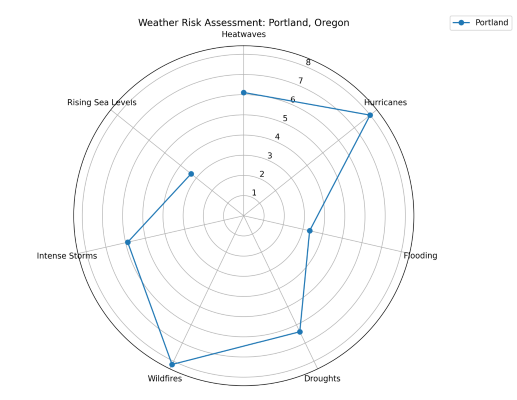 Weather Risk Assessment: Portland, Oregon
Portland
Heatwaves
8
7
6
5
4
3
2
1
Rising Sea Levels
Hurricanes
Intense Storms
Flooding
Wildfires
Droughts